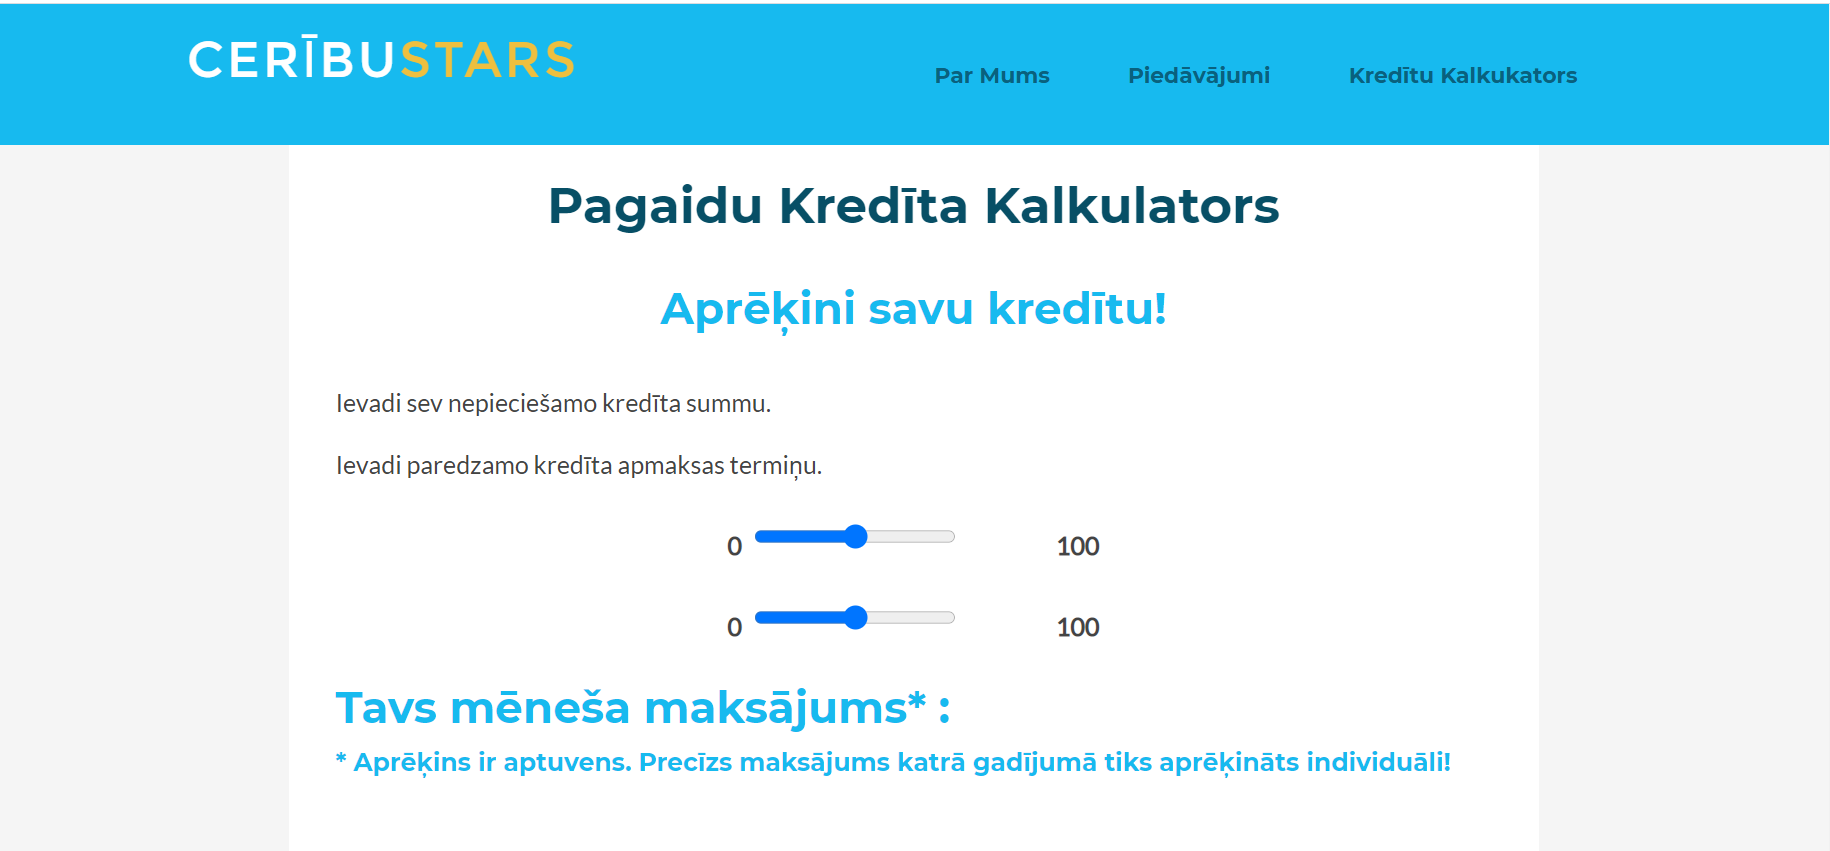 CERĪBUSTARS
Par Mums Piedāvājumi Kredītu Kalkukators
Pagaidu Kredīta Kalkulators
Aprēķini savu kredītu!
Ievadi sev nepieciešamo kredīta summu.
Ievadi paredzamo kredīta apmaksas termiņu.
0 100
0 100
Tavs mēneša maksājums* :
* Aprēķins ir aptuvens. Precīzs maksājums katrā gadījumā tiks aprēķināts individuāli!